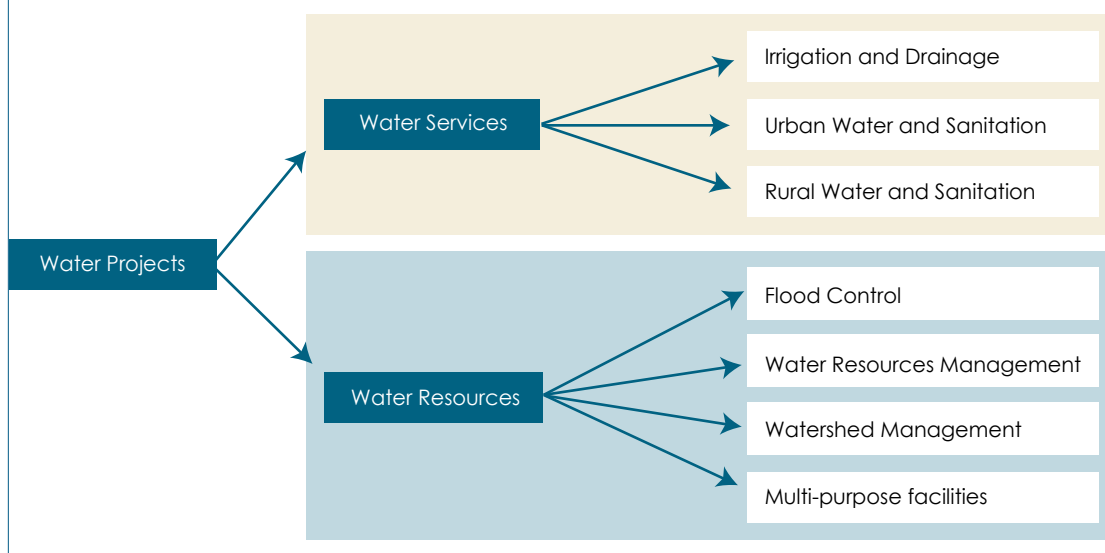 Water Projects
Water Services
Irrigation and Drainage
Urban Water and Sanitation
Rural Water and Sanitation
Water Resources
Flood Control
Water Resources Management
Watershed Management
Multi-purpose facilities